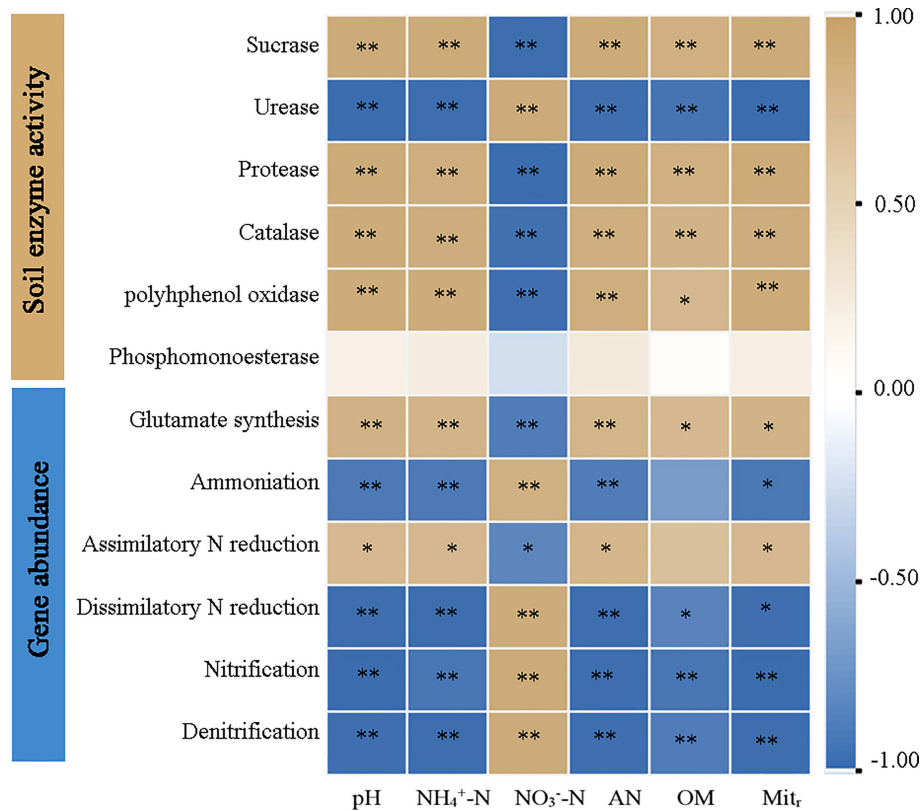 Soil enzyme activity
Gene abundance
Sucrase ** ** ** ** ** **
Urease ** ** ** ** ** **
Protease ** ** ** ** ** **
Catalase ** ** ** ** ** **
polyhphenol oxidase ** ** ** ** * **
Phosphomonoesterase
Glutamate synthesis ** ** ** ** * *
Ammoniation ** ** ** ** *
Assimilatory N reduction * * * * *
Dissimilatory N reduction ** ** ** ** * *
Nitrification ** ** ** ** ** **
Denitrification ** ** ** ** ** **
pH NH₄⁺-N NO₃⁻-N AN OM Mitᵣ
1.00
0.50
0.00
-0.50
-1.00